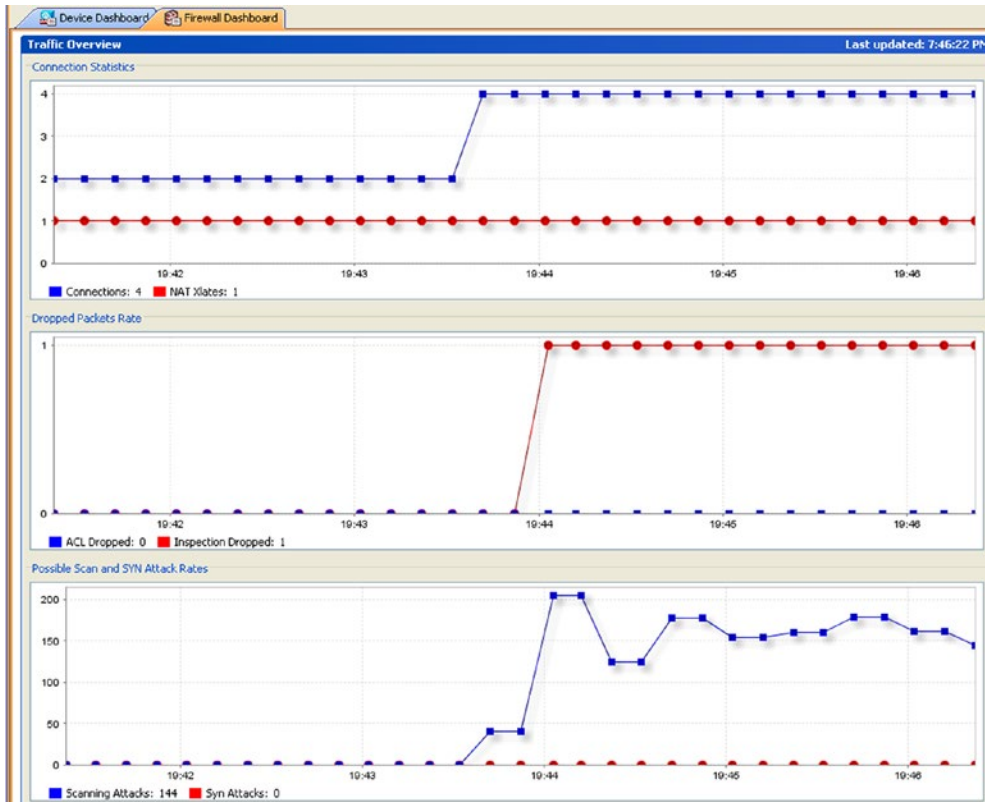 Device Dashboard Firewall Dashboard
Traffic Overview Last updated: 7:46:22 PM
Connection Statistics
4
3
2
1
0
19:42 19:43 19:44 19:45 19:46
Connections: 4 NAT Xlates: 1
Dropped Packets Rate
1
0
19:42 19:43 19:44 19:45 19:46
ACL Dropped: 0 Inspection Dropped: 1
Possible Scan and SYN Attack Rates
200
150
100
50
0
19:42 19:43 19:44 19:45 19:46
Scanning Attacks: 144 Syn Attacks: 0